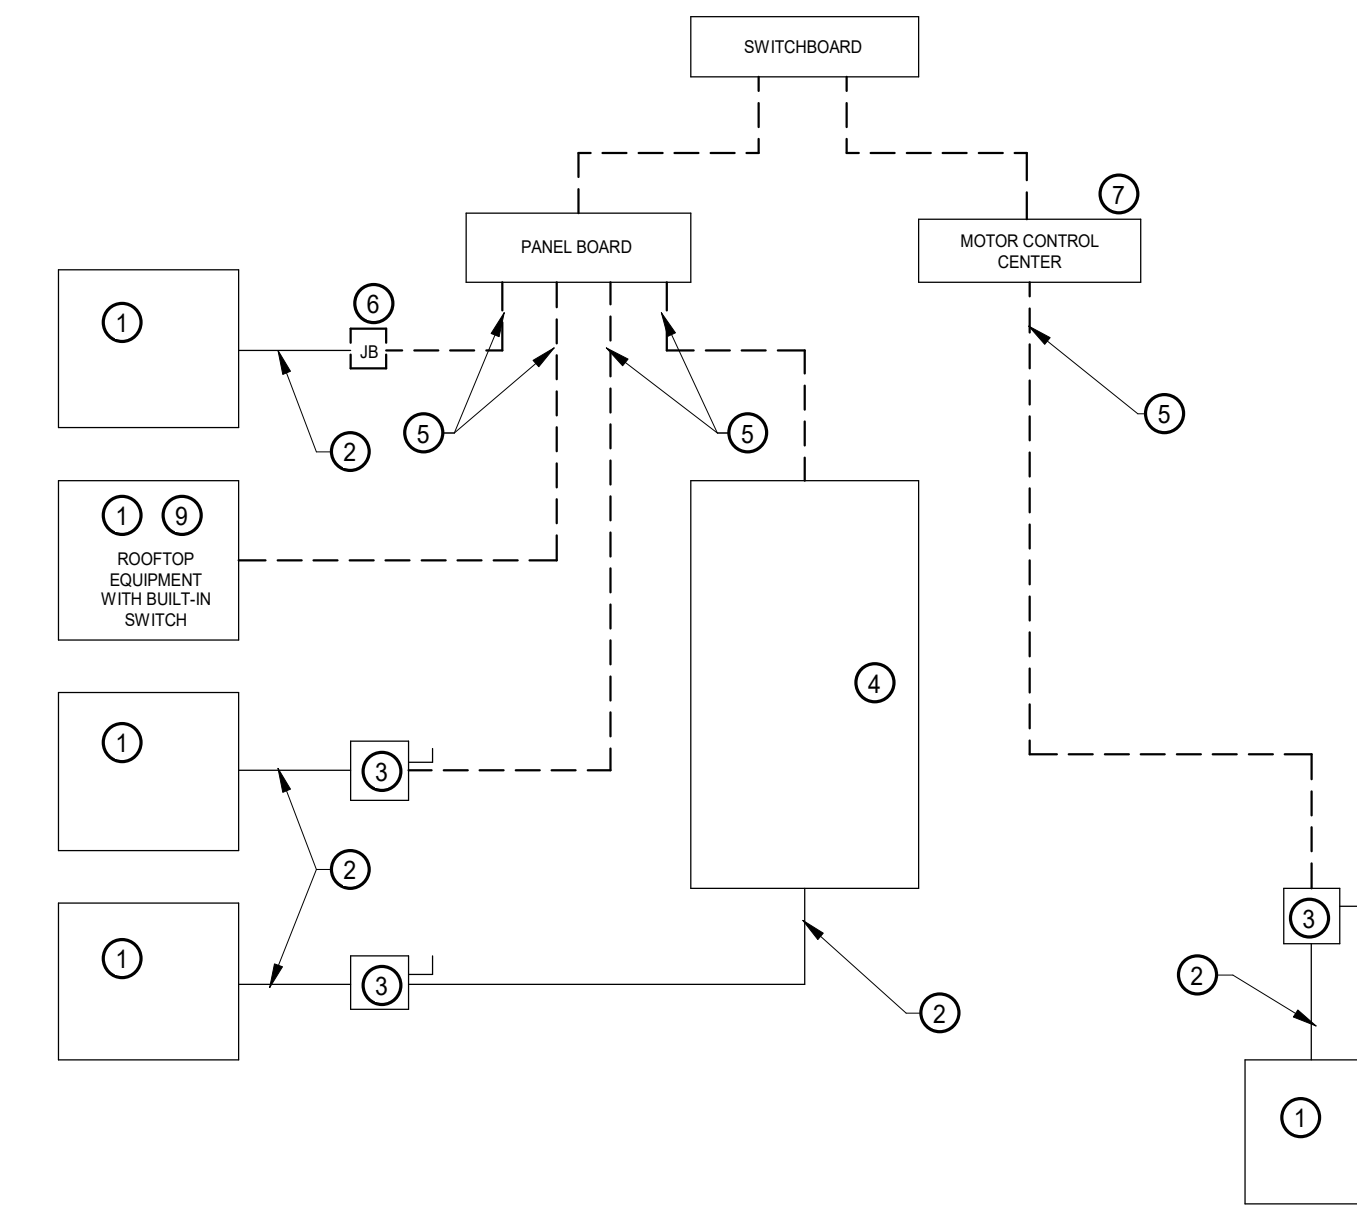 SWITCHBOARD
7
PANEL BOARD
MOTOR CONTROL
CENTER
1
6
JB
5
5
5
2
1 9
ROOFTOP
EQUIPMENT
WITH BUILT-IN
SWITCH
4
1
3
2
3
1
3
2
2
1